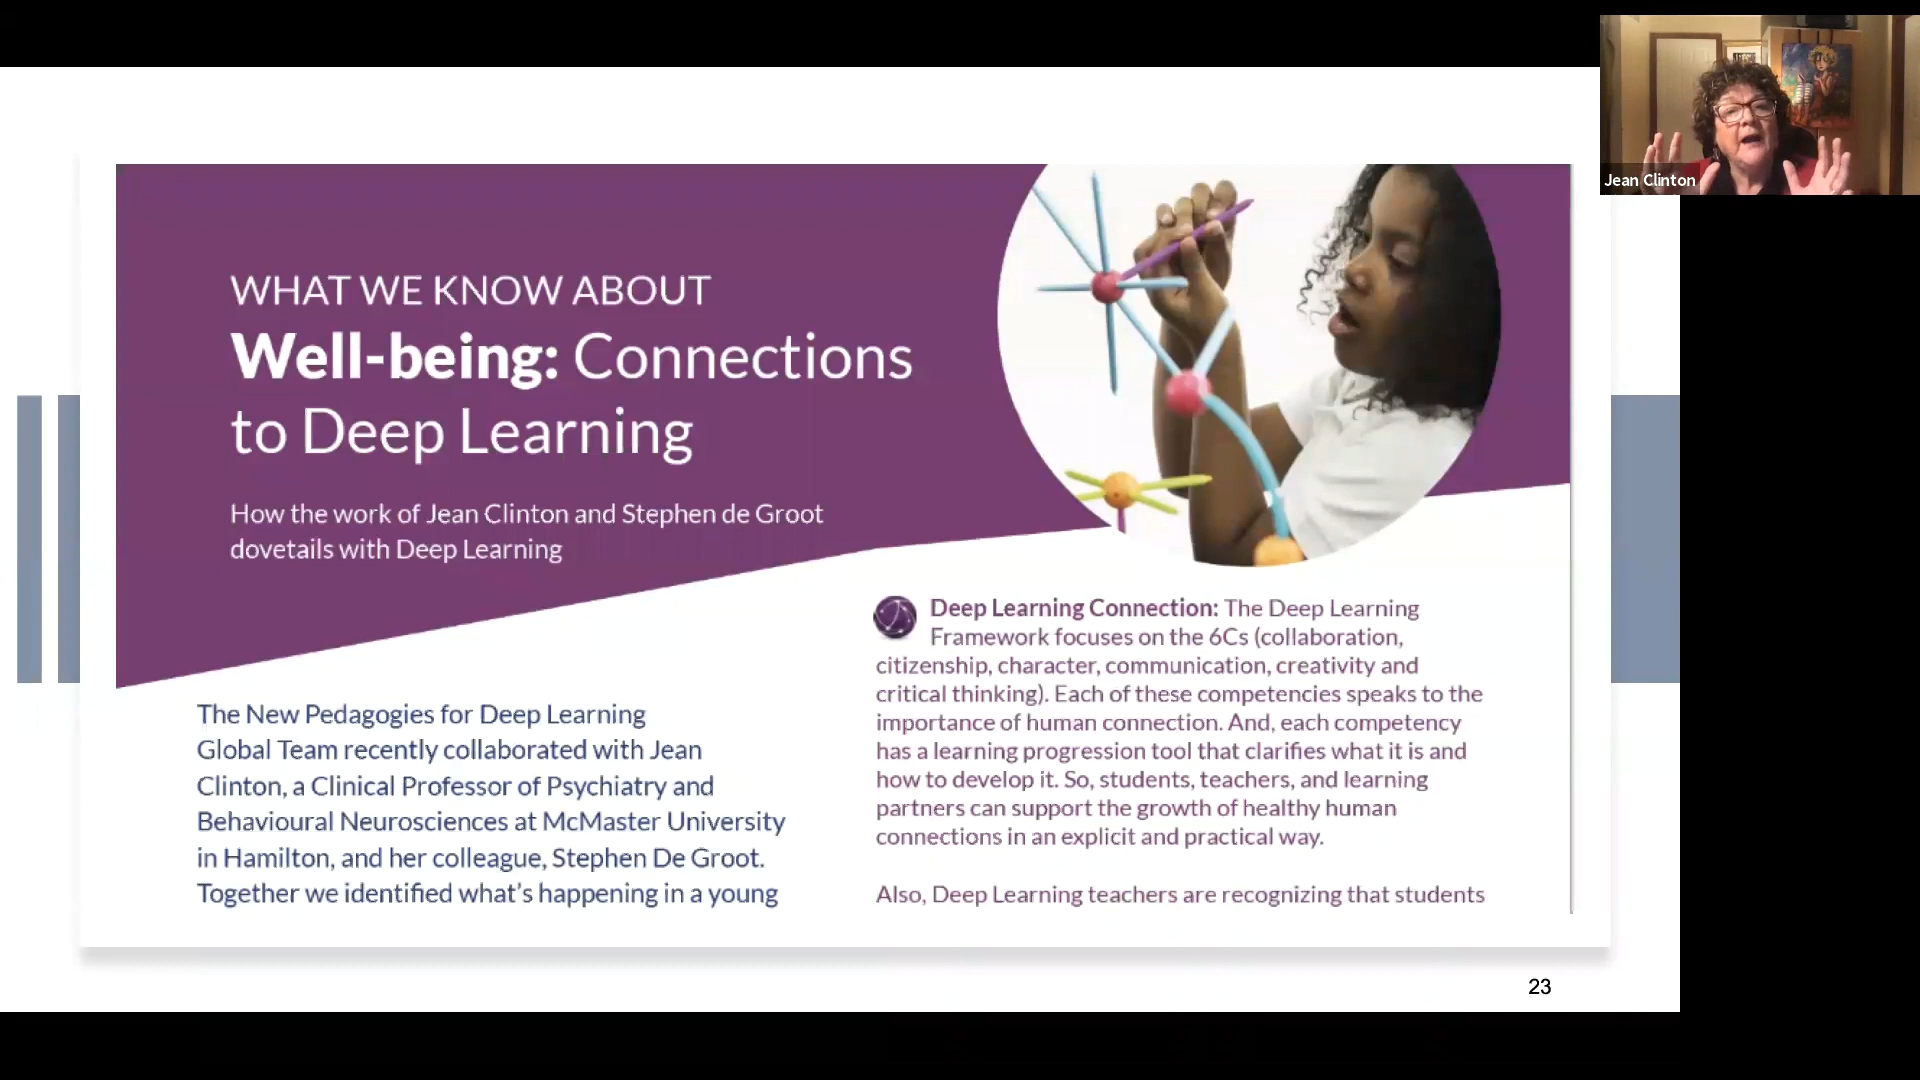 WHAT WE KNOW ABOUT
Well-being: Connections
to Deep Learning
How the work of Jean Clinton and Stephen de Groot
dovetails with Deep Learning
The New Pedagogies for Deep Learning
Global Team recently collaborated with Jean
Clinton, a Clinical Professor of Psychiatry and
Behavioural Neurosciences at McMaster University
in Hamilton, and her colleague, Stephen De Groot.
Together we identified what's happening in a young
Deep Learning Connection: The Deep Learning
Framework focuses on the 6Cs (collaboration,
citizenship, character, communication, creativity and
critical thinking). Each of these competencies speaks to the
importance of human connection. And, each competency
has a learning progression tool that clarifies what it is and
how to develop it. So, students, teachers, and learning
partners can support the growth of healthy human
connections in an explicit and practical way.
Also, Deep Learning teachers are recognizing that students
23
Jean Clinton